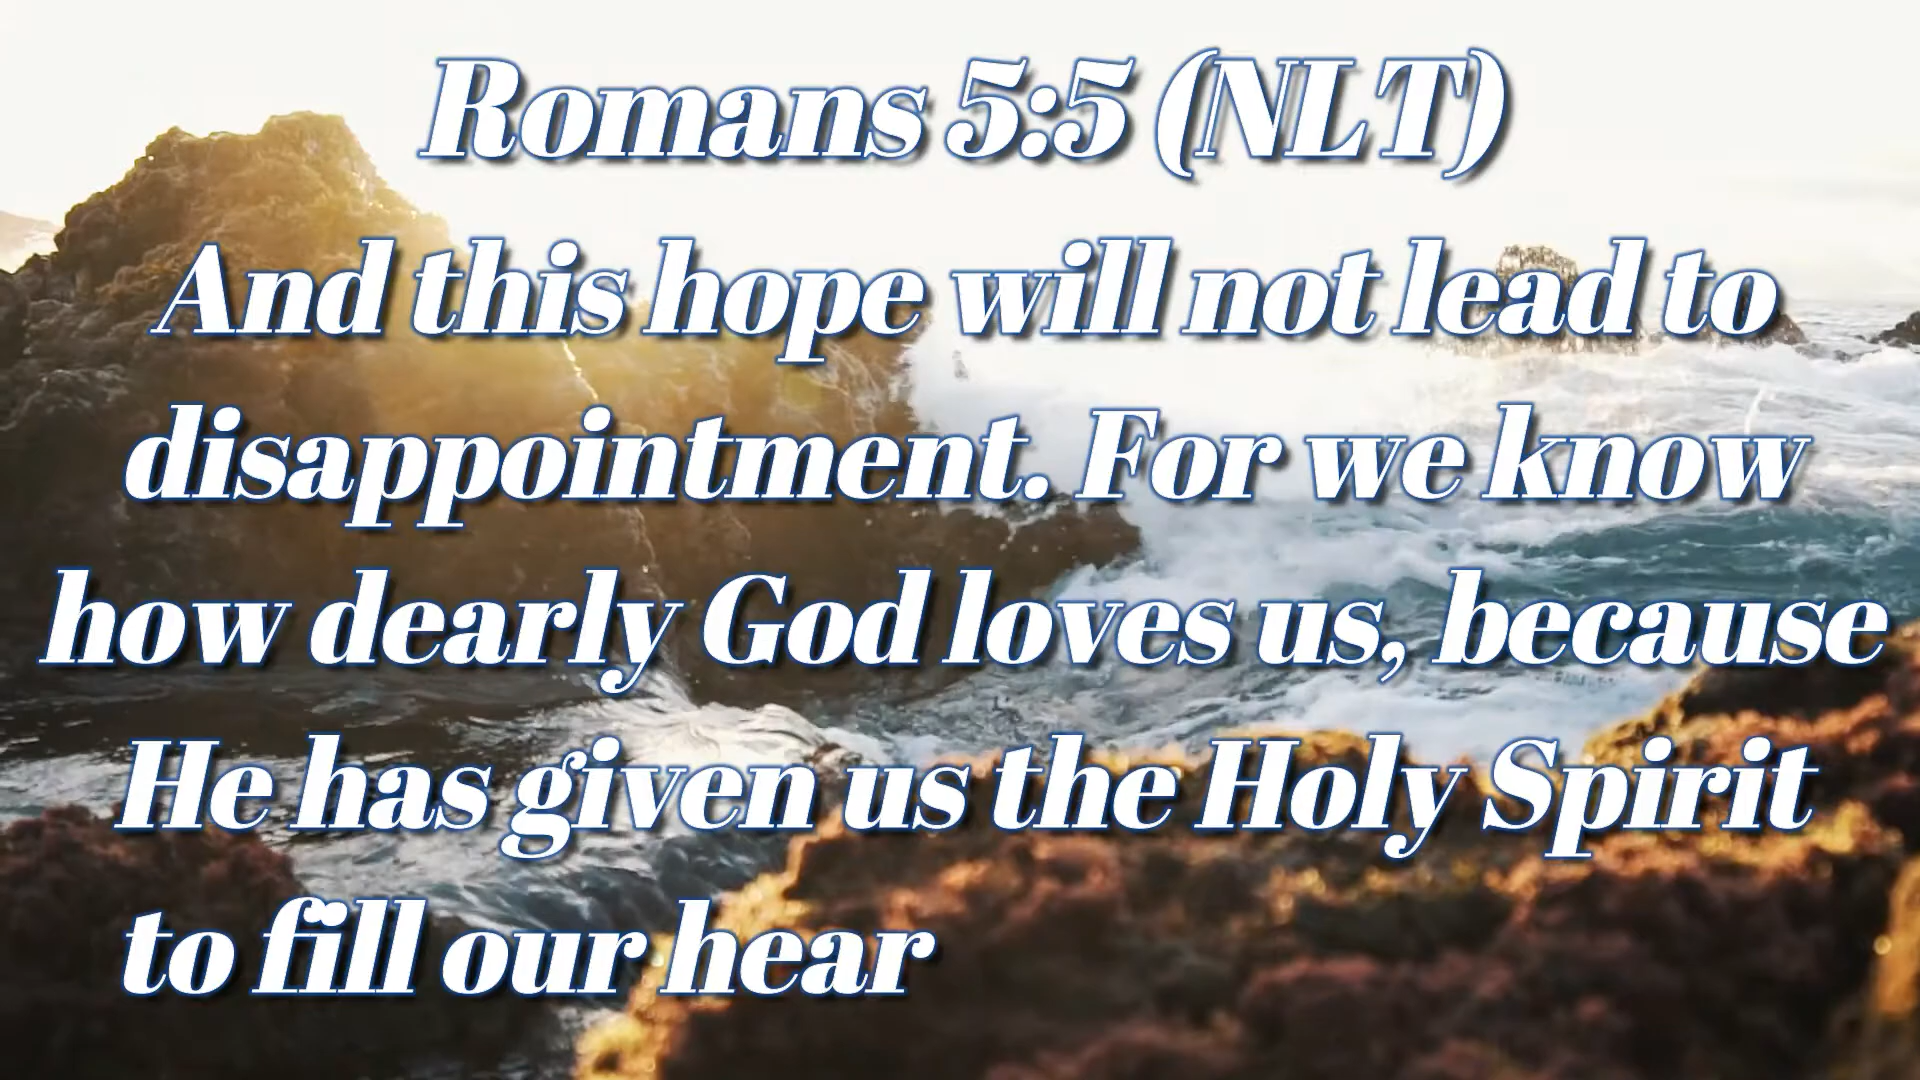 Romans 5:5 (NLT)
And this hope will not lead to
disappointment. For we know
how dearly God loves us, because
He has given us the Holy Spirit
to fill our hear